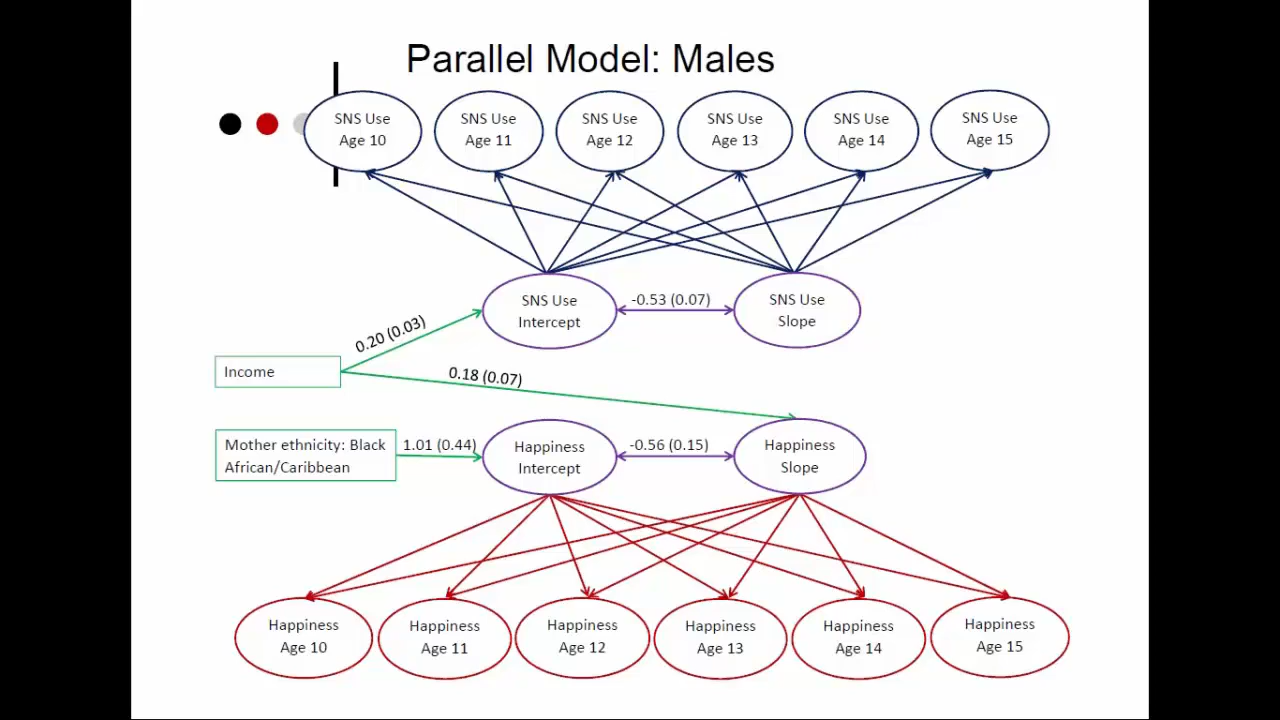 Parallel Model: Males
SNS Use
Age 10
SNS Use
Age 11
SNS Use
Age 12
SNS Use
Age 13
SNS Use
Age 14
SNS Use
Age 15
SNS Use
Intercept
-0.53 (0.07)
SNS Use
Slope
0.20 (0.03)
Income
0.18 (0.07)
Mother ethnicity: Black
African/Caribbean
1.01 (0.44)
Happiness
Intercept
-0.56 (0.15)
Happiness
Slope
Happiness
Age 10
Happiness
Age 11
Happiness
Age 12
Happiness
Age 13
Happiness
Age 14
Happiness
Age 15